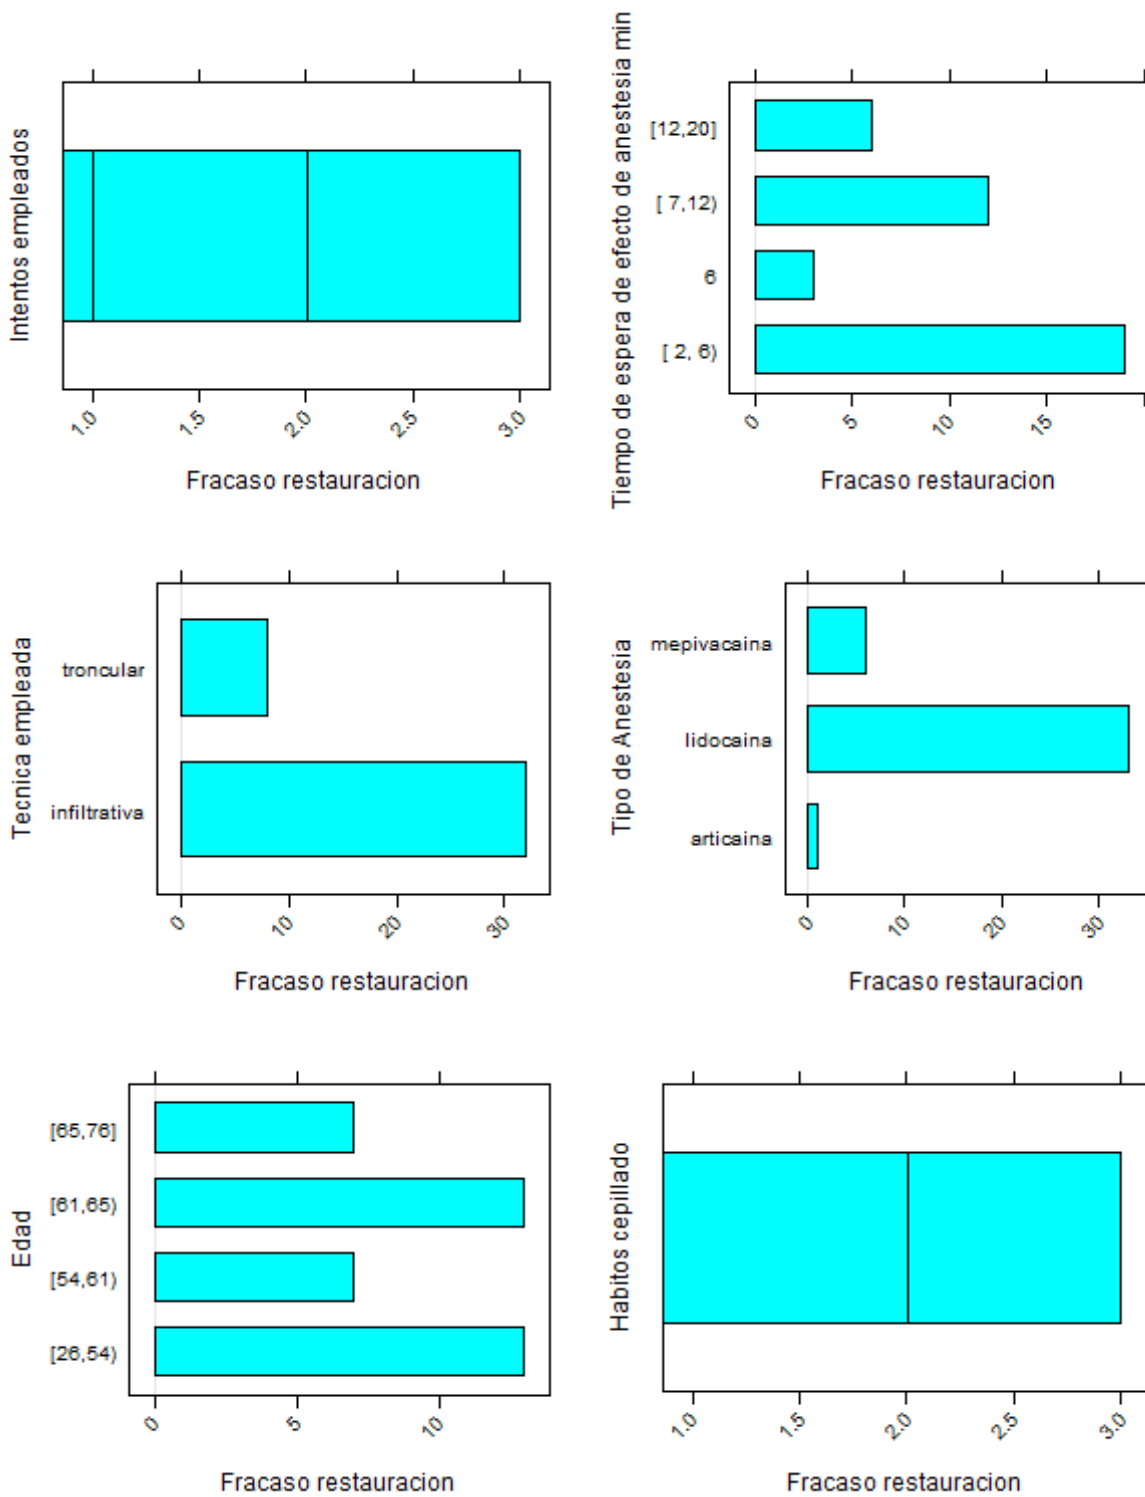 Intentos empleados
1.0 1.5 2.0 2.5 3.0
Fracaso restauracion
Tiempo de espera de efecto de anestesia min
[12,20]
[ 7,12)
6
[ 2, 6)
0 5 10 15
Fracaso restauracion
Tecnica empleada
troncular
infiltrativa
0 10 20 30
Fracaso restauracion
Tipo de Anestesia
mepivacaina
lidocaina
articaina
0 10 20 30
Fracaso restauracion
Edad
[65,76]
[61,65)
[54,61)
[26,54)
0 5 10
Fracaso restauracion
Habitos cepillado
1.0 1.5 2.0 2.5 3.0
Fracaso restauracion